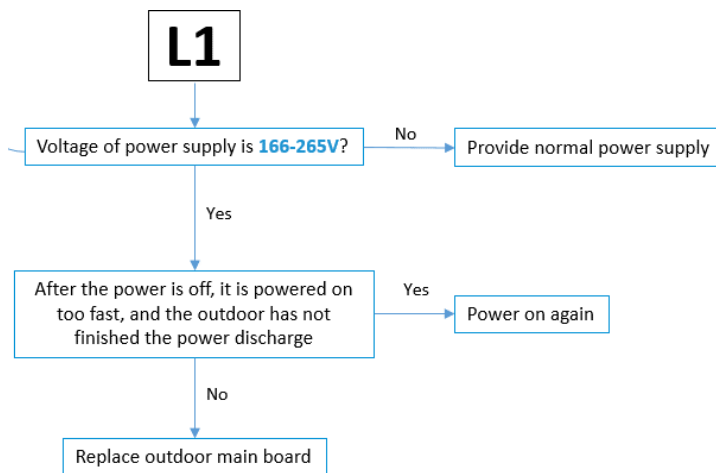 L1
Voltage of power supply is 166-265V?
No
Provide normal power supply
Yes
After the power is off, it is powered on
too fast, and the outdoor has not
finished the power discharge
Yes
Power on again
No
Replace outdoor main board